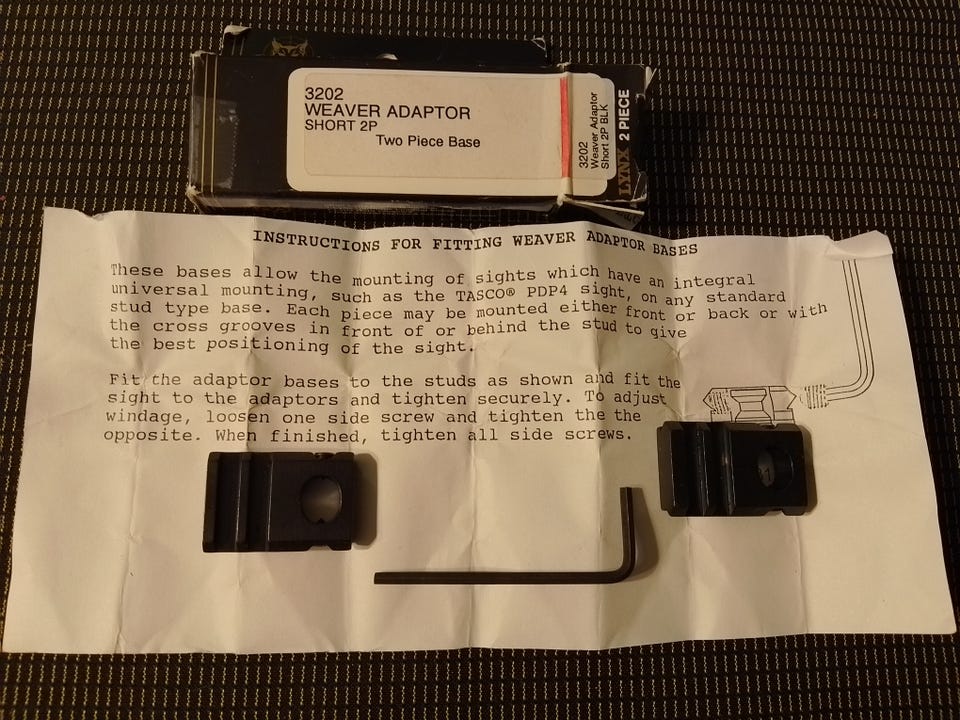 3202
WEAVER ADAPTOR
SHORT 2P
Two Piece Base
3202
Weaver Adaptor
Short 2P BLK
LYNX 2 PIECE
INSTRUCTIONS FOR FITTING WEAVER ADAPTOR BASES
These bases allow the mounting of sights which have an integral
universal mounting, such as the TASCO® PDP4 sight, on any standard
stud type base. Each piece may be mounted either front or back or with
the cross grooves in front of or behind the stud to give
the best positioning of the sight.
Fit the adaptor bases to the studs as shown and fit the
sight to the adaptors and tighten securely. To adjust
windage, loosen one side screw and tighten the the
opposite. When finished, tighten all side screws.